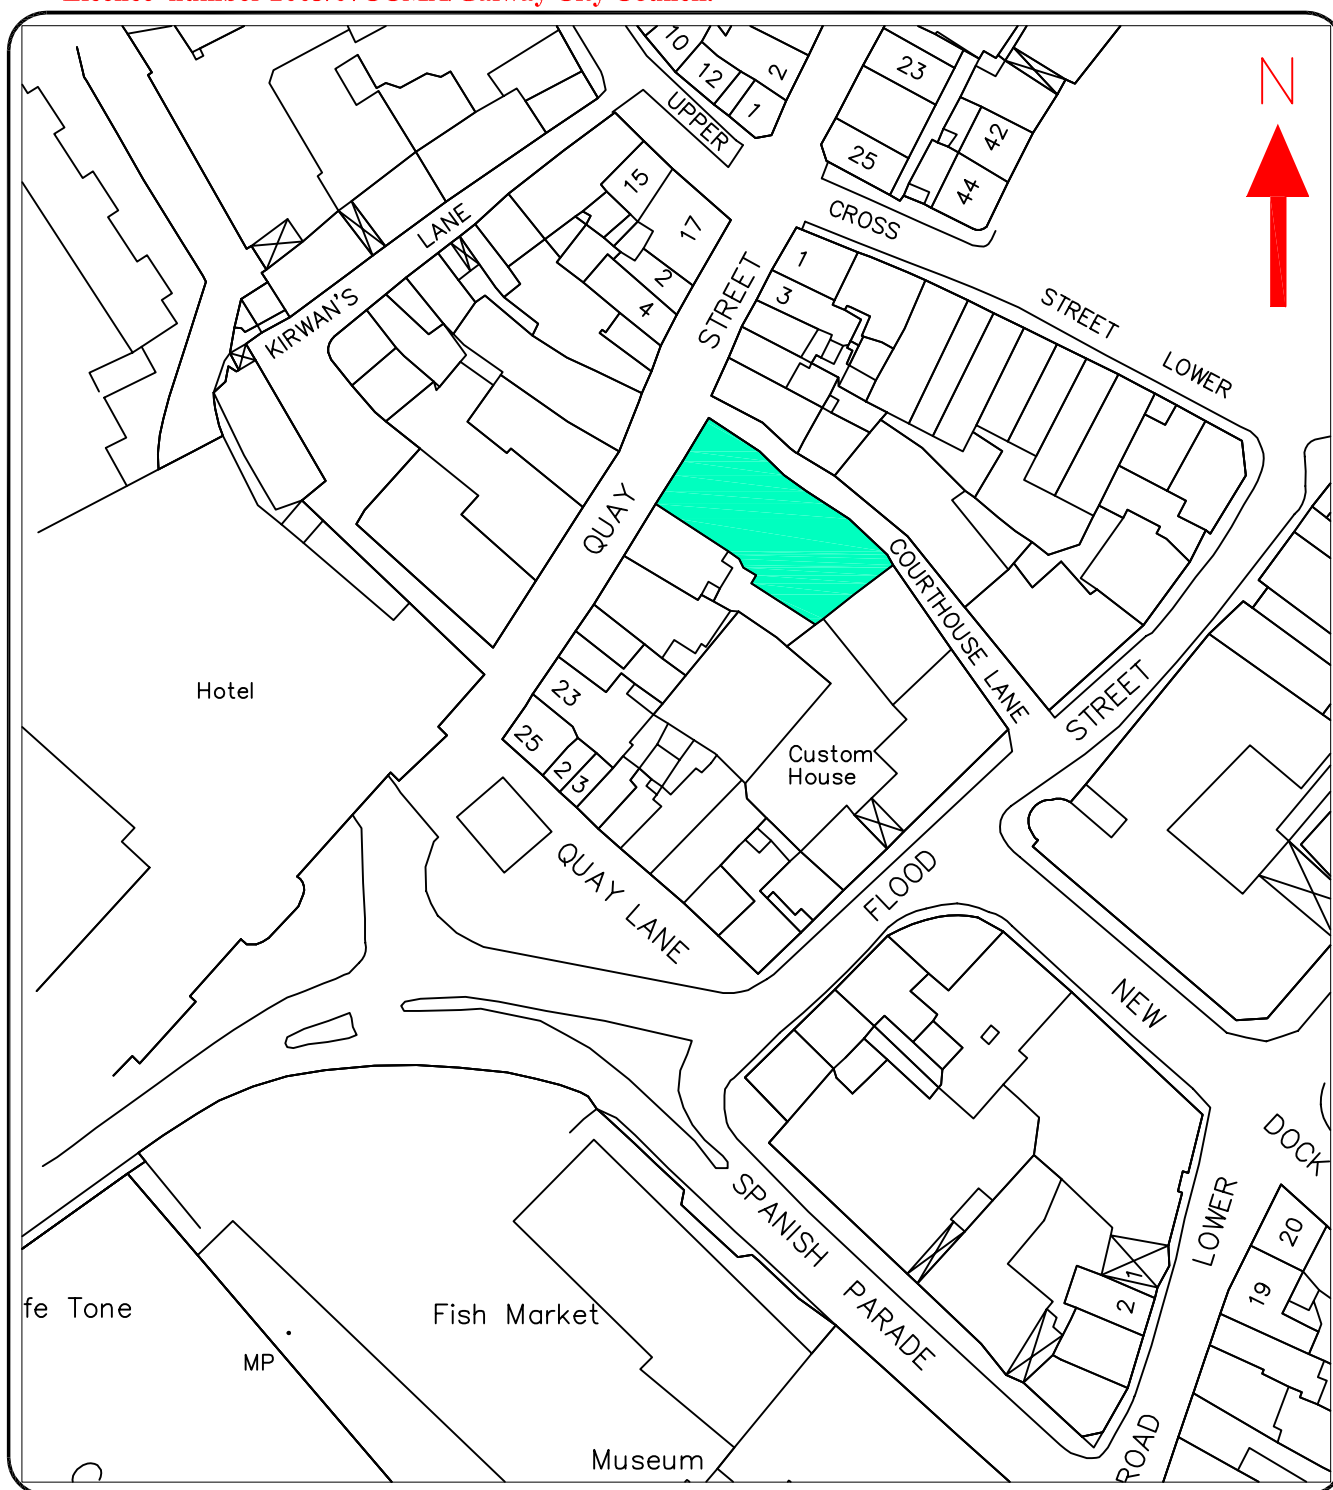 N
10
12
2
1
UPPER
23
25
42
44
CROSS
STREET
LOWER
15
17
2
4
KIRWAN'S
LANE
1
3
STREET
QUAY
COURTHOUSE LANE
STREET
FLOOD
Hotel
23
25
2
3
Custom
House
QUAY LANE
NEW
DOCK
SPANISH
PARADE
LOWER
ROAD
1
2
20
19
fe Tone
Fish Market
MP
Museum